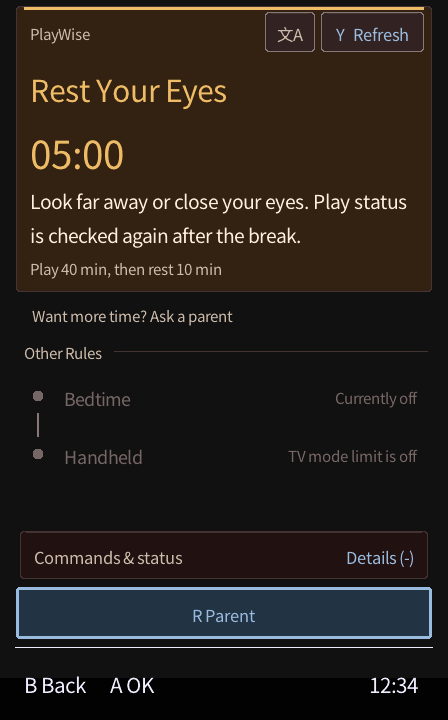 PlayWise
文A
Y Refresh
Rest Your Eyes
05:00
Look far away or close your eyes. Play status
is checked again after the break.
Play 40 min, then rest 10 min
Want more time? Ask a parent
Other Rules
Bedtime Currently off
Handheld TV mode limit is off
Commands & status Details (-)
R Parent
B Back A OK 12:34